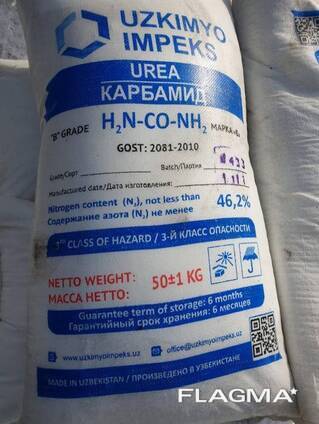 UZKIMYO
IMPEKS
UREA
КАРБАМИД
"B" GRADE H₂N-CO-NH₂ МАРКА «Б»
GOST: 2081-2010
Batch/Партия
Manufactured date/Дата изготовления:
Nitrogen content (N₂), not less than
Содержание азота (N₂) не менее 46,2%
3RD CLASS OF HAZARD / 3-Й КЛАСС ОПАСНОСТИ
NETTO WEIGHT:
МАССА НЕТТО: 50±1 KG
Guarantee term of storage: 6 months
Гарантийный срок хранения: 6 месяцев
www.uzkimyoimpeks.uz office@uzkimyoimpeks.uz
MADE IN UZBEKISTAN / ПРОИЗВЕДЕНО В УЗБЕКИСТАНЕ
FLAGMA